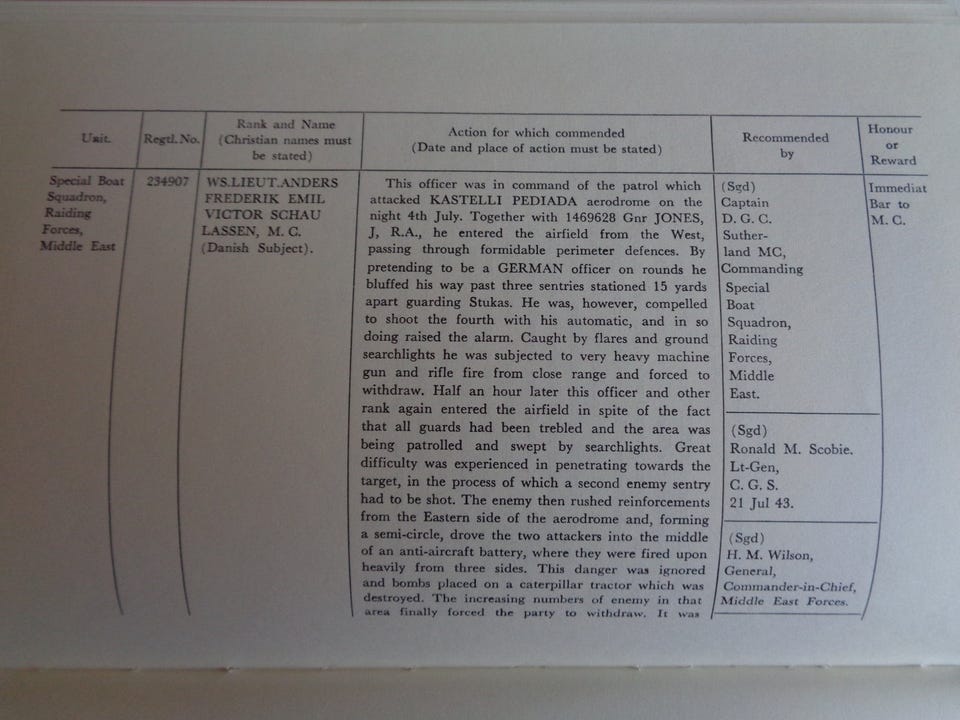 Unit.
Regtl.No.
Rank and Name
(Christian names must
be stated)
Action for which commended
(Date and place of action must be stated)
Recommended
by
Honour
or
Reward
Special Boat
Squadron,
Raiding
Forces,
Middle East
234907
WS.LIEUT.ANDERS
FREDERIK EMIL
VICTOR SCHAU
LASSEN, M. C.
(Danish Subject).
This officer was in command of the patrol which
attacked KASTELLI PEDIADA aerodrome on the
night 4th July. Together with 1469628 Gnr JONES,
J, R.A., he entered the airfield from the West,
passing through formidable perimeter defences. By
pretending to be a GERMAN officer on rounds he
bluffed his way past three sentries stationed 15 yards
apart guarding Stukas. He was, however, compelled
to shoot the fourth with his automatic, and in so
doing raised the alarm. Caught by flares and ground
searchlights he was subjected to very heavy machine
gun and rifle fire from close range and forced to
withdraw. Half an hour later this officer and other
rank again entered the airfield in spite of the fact
that all guards had been trebled and the area was
being patrolled and swept by searchlights. Great
difficulty was experienced in penetrating towards the
target, in the process of which a second enemy sentry
had to be shot. The enemy then rushed reinforcements
from the Eastern side of the aerodrome and, forming
a semi-circle, drove the two attackers into the middle
of an anti-aircraft battery, where they were fired upon
heavily from three sides. This danger was ignored
and bombs placed on a caterpillar tractor which was
destroyed. The increasing numbers of enemy in that
area finally forced the party to withdraw. It was
(Sgd)
Captain
D. G. C.
Suther-
land MC,
Commanding
Special
Boat
Squadron,
Raiding
Forces,
Middle
East.
(Sgd)
Ronald M. Scobie.
Lt-Gen,
C. G. S.
21 Jul 43.
(Sgd)
H. M. Wilson,
General,
Commander-in-Chief,
Middle East Forces.
Immediat
Bar to
M. C.